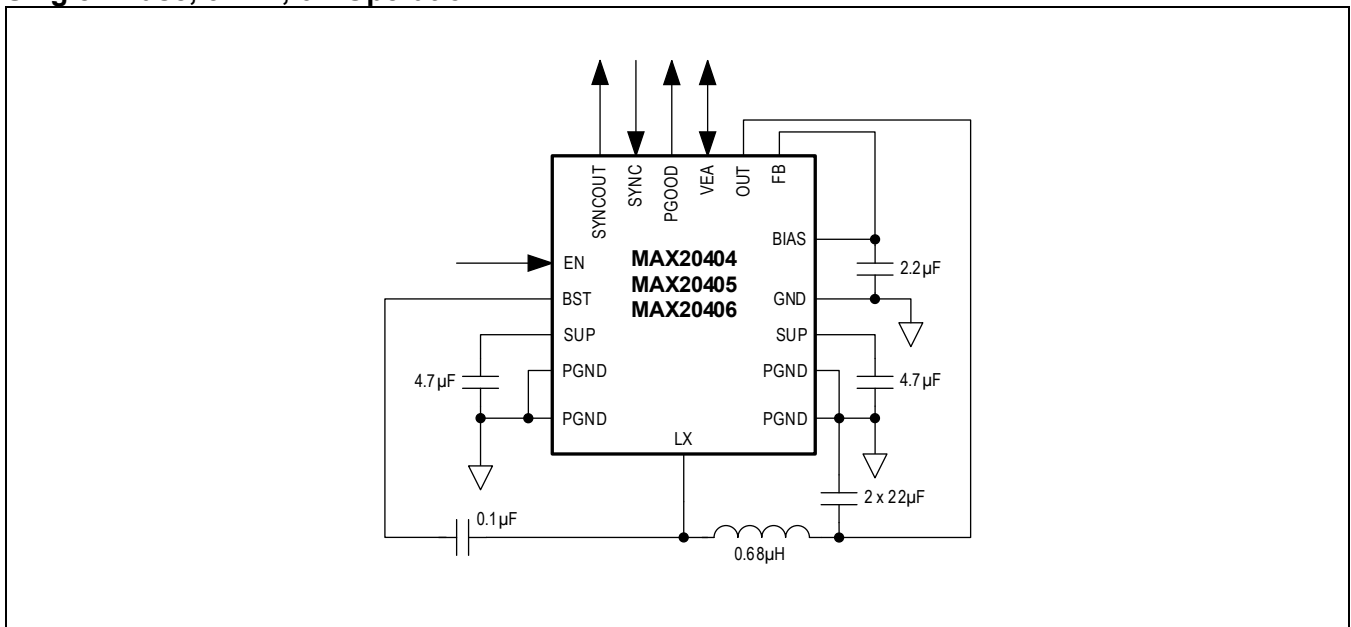 SYNCOUT
SYNC
PGOOD
VEA
OUT
FB
BIAS
2.2µF
EN
MAX20404
MAX20405
MAX20406
BST
GND
SUP
SUP
4.7µF
PGND
PGND
4.7µF
PGND
PGND
LX
2 x 22µF
0.1µF
0.68µH